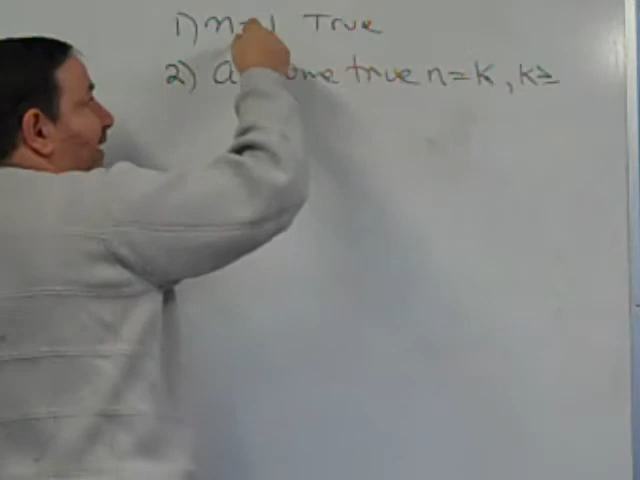 1) n=1 True
2) Assume true n=k, k≥